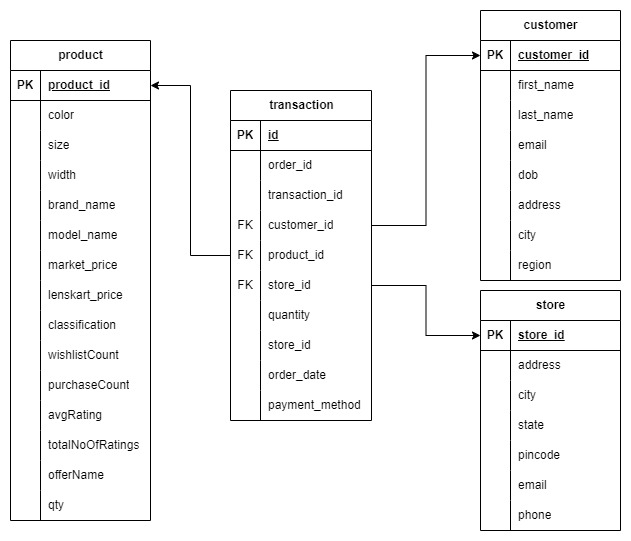 product
PK product_id
color
size
width
brand_name
model_name
market_price
lenskart_price
classification
wishlistCount
purchaseCount
avgRating
totalNoOfRatings
offerName
qty
transaction
PK id
order_id
transaction_id
FK customer_id
FK product_id
FK store_id
quantity
store_id
order_date
payment_method
customer
PK customer_id
first_name
last_name
email
dob
address
city
region
store
PK store_id
address
city
state
pincode
email
phone